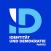 ID
IDENTITÄT
UND DEMOKRATIE